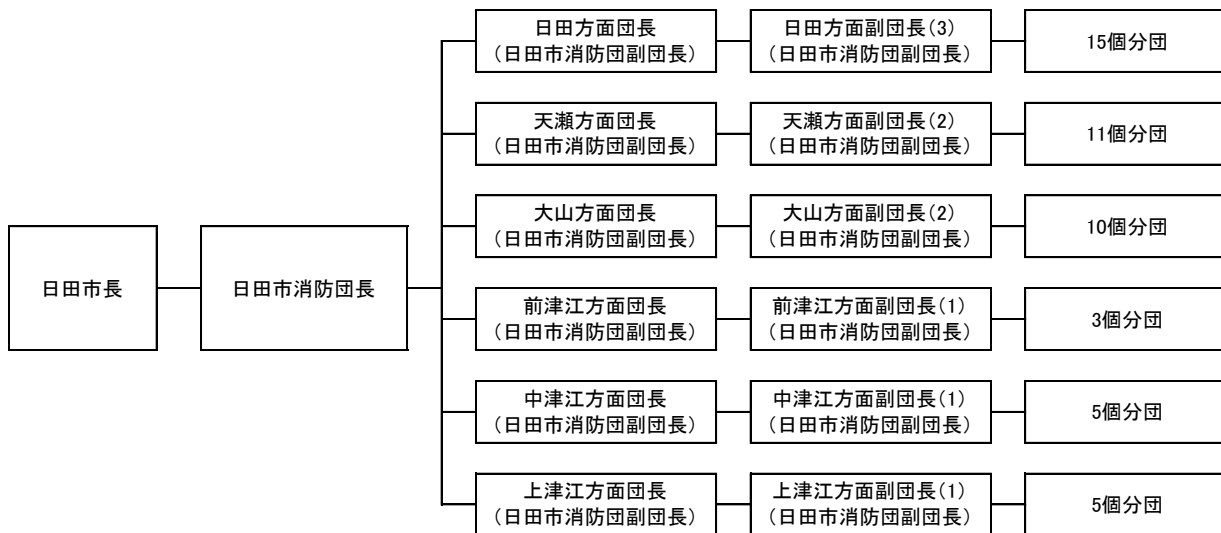 日田市長
日田市消防団長
日田方面団長
（日田市消防団副団長）
日田方面副団長（3）
（日田市消防団副団長）
15個分団
天瀬方面団長
（日田市消防団副団長）
天瀬方面副団長（2）
（日田市消防団副団長）
11個分団
大山方面団長
（日田市消防団副団長）
大山方面副団長（2）
（日田市消防団副団長）
10個分団
前津江方面団長
（日田市消防団副団長）
前津江方面副団長（1）
（日田市消防団副団長）
3個分団
中津江方面団長
（日田市消防団副団長）
中津江方面副団長（1）
（日田市消防団副団長）
5個分団
上津江方面団長
（日田市消防団副団長）
上津江方面副団長（1）
（日田市消防団副団長）
5個分団